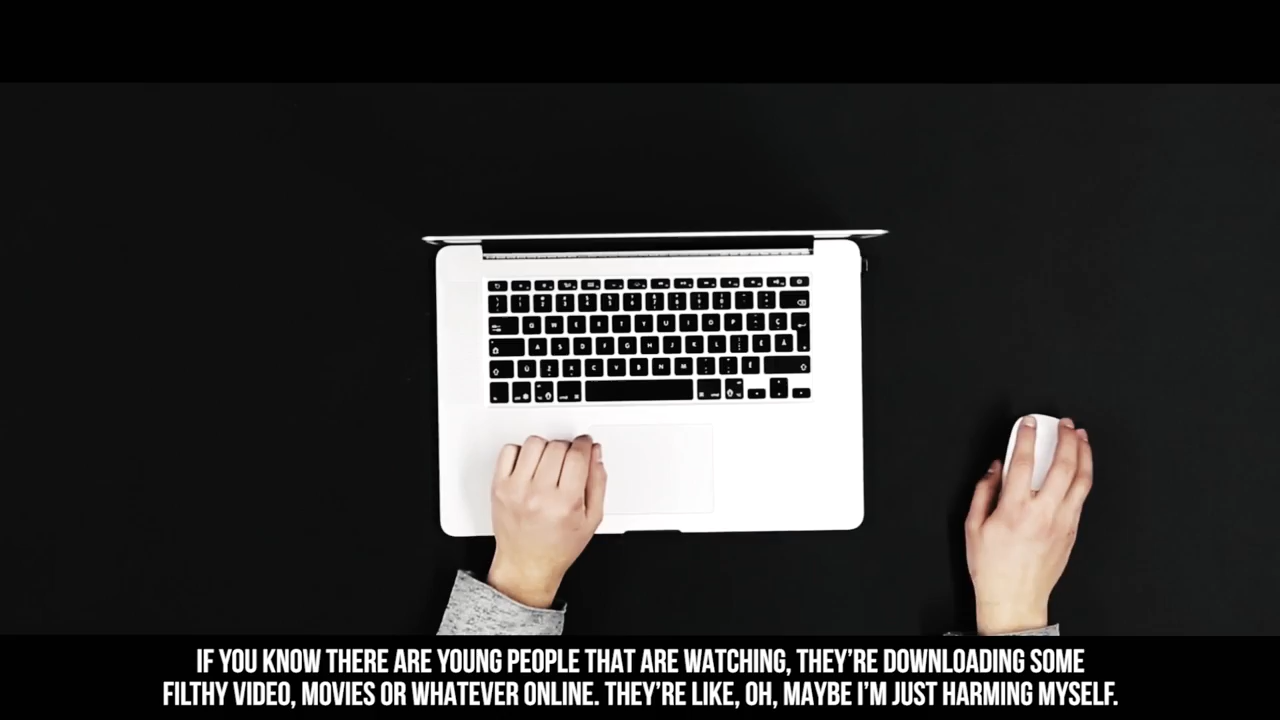 IF YOU KNOW THERE ARE YOUNG PEOPLE THAT ARE WATCHING, THEY'RE DOWNLOADING SOME
FILTHY VIDEO, MOVIES OR WHATEVER ONLINE. THEY'RE LIKE, OH, MAYBE I'M JUST HARMING MYSELF.